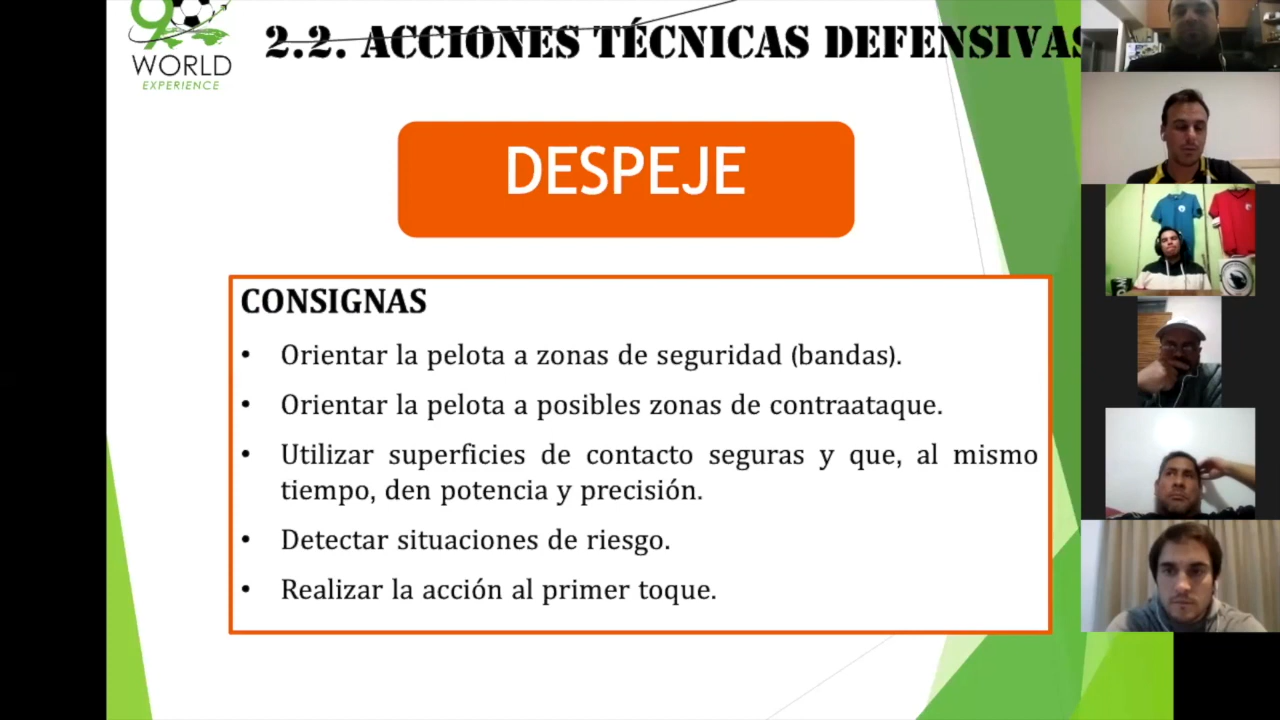 90
WORLD
EXPERIENCE
2.2. ACCIONES TÉCNICAS DEFENSIVAS
DESPEJE
CONSIGNAS
• Orientar la pelota a zonas de seguridad (bandas).
• Orientar la pelota a posibles zonas de contraataque.
• Utilizar superficies de contacto seguras y que, al mismo
tiempo, den potencia y precisión.
• Detectar situaciones de riesgo.
• Realizar la acción al primer toque.